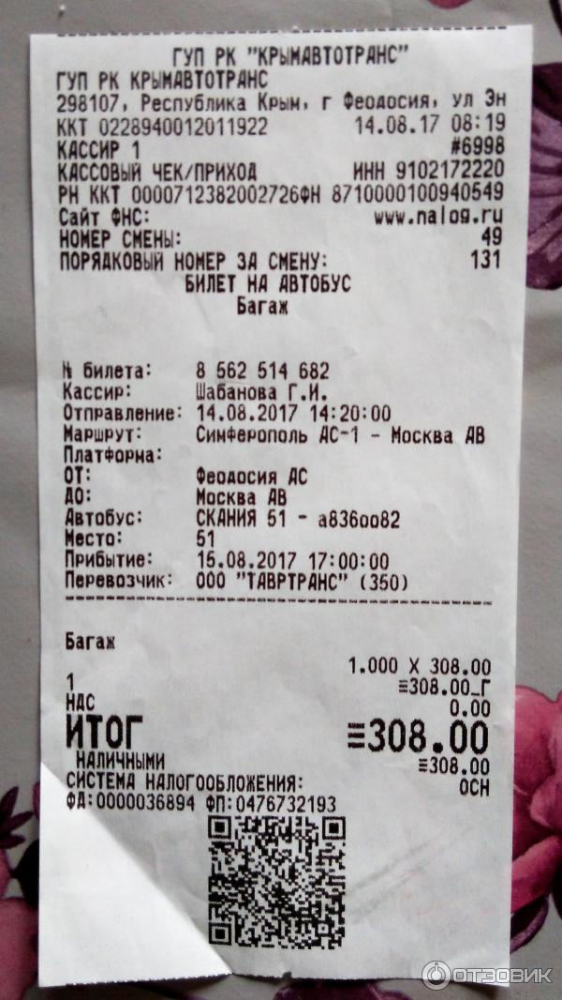 ГУП РК "КРЫМАВТОТРАНС"
ГУП РК КРЫМАВТОТРАНС
298107, Республика Крым, г Феодосия, ул Эн
ККТ 0228940012011922 14.08.17 08:19
КАССИР 1 #6998
КАССОВЫЙ ЧЕК/ПРИХОД ИНН 9102172220
РН ККТ 0000712382002726ФН 8710000100940549
Сайт ФНС: www.nalog.ru
НОМЕР СМЕНЫ: 49
ПОРЯДКОВЫЙ НОМЕР ЗА СМЕНУ: 131
БИЛЕТ НА АВТОБУС
Багаж
№ билета: 8 562 514 682
Кассир: Шабанова Г.И.
Отправление: 14.08.2017 14:20:00
Маршрут: Симферополь АС-1 - Москва АВ
Платформа:
ОТ: Феодосия АС
ДО: Москва АВ
Автобус: СКАНИЯ 51 - а836оо82
Место: 51
Прибытие: 15.08.2017 17:00:00
Перевозчик: ООО "ТАВРТРАНС" (350)
Багаж
1.000 X 308.00
1 ≡308.00_Г
НДС 0.00
ИТОГ ≡308.00
НАЛИЧНЫМИ ≡308.00
СИСТЕМА НАЛОГООБЛОЖЕНИЯ: ОСН
ФД:0000036894 ФП:0476732193
ОТЗОВИК